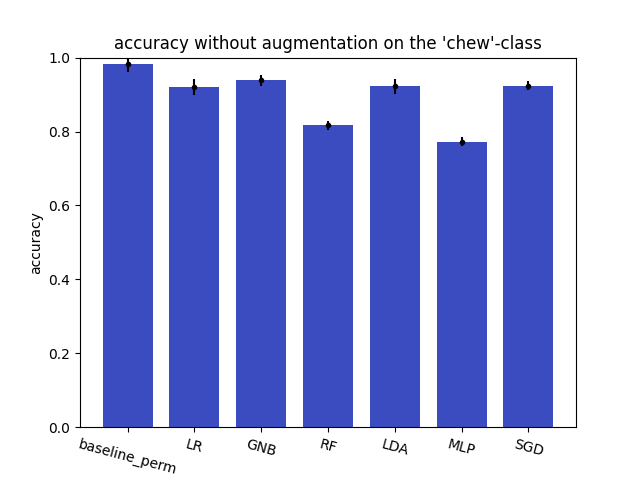 accuracy without augmentation on the 'chew'-class
accuracy
1.0
0.8
0.6
0.4
0.2
0.0
baseline_perm
LR
GNB
RF
LDA
MLP
SGD